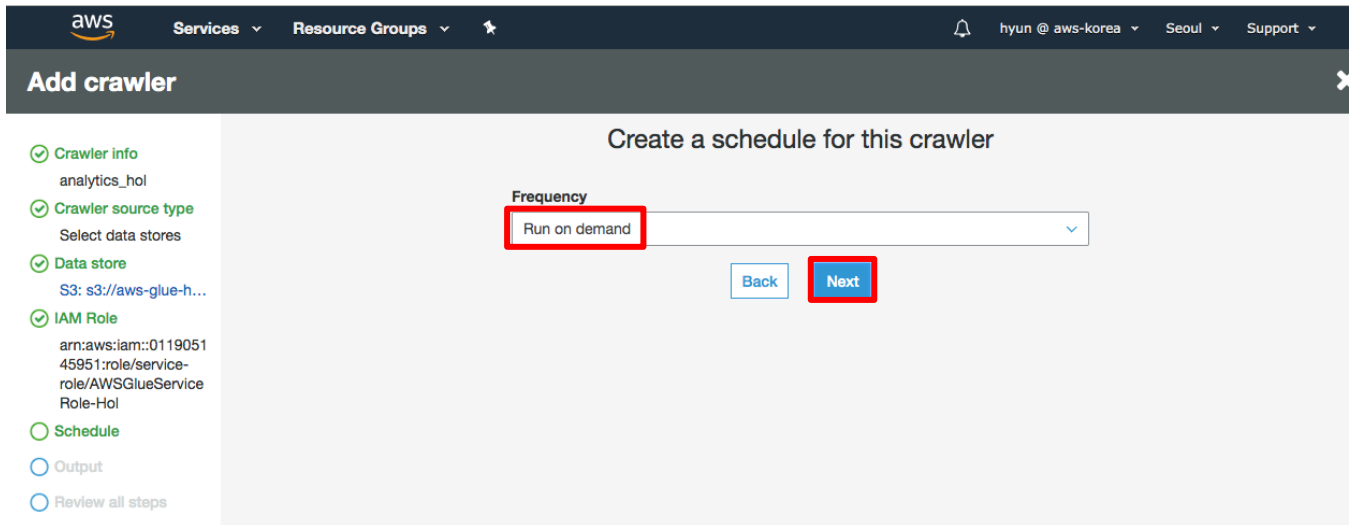 aws
Services
Resource Groups
hyun @ aws-korea
Seoul
Support
Add crawler
Crawler info
analytics_hol
Crawler source type
Select data stores
Data store
S3: s3://aws-glue-h...
IAM Role
arn:aws:iam::0119051
45951:role/service-
role/AWSGlueService
Role-Hol
Schedule
Output
Review all steps
Create a schedule for this crawler
Frequency
Run on demand
Back
Next